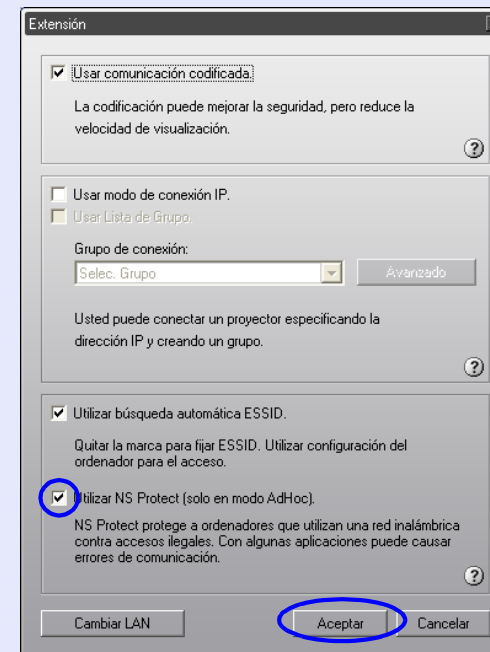 Extensión
Usar comunicación codificada.
La codificación puede mejorar la seguridad, pero reduce la
velocidad de visualización.
?
Usar modo de conexión IP.
Usar Lista de Grupo.
Grupo de conexión:
Selec. Grupo
Avanzado
Usted puede conectar un proyector especificando la
dirección IP y creando un grupo.
?
Utilizar búsqueda automática ESSID.
Quitar la marca para fijar ESSID. Utilizar configuración del
ordenador para el acceso.
Utilizar NS Protect (solo en modo AdHoc).
NS Protect protege a ordenadores que utilizan una red inalámbrica
contra accesos ilegales. Con algunas aplicaciones puede causar
errores de comunicación.
?
Cambiar LAN Aceptar Cancelar